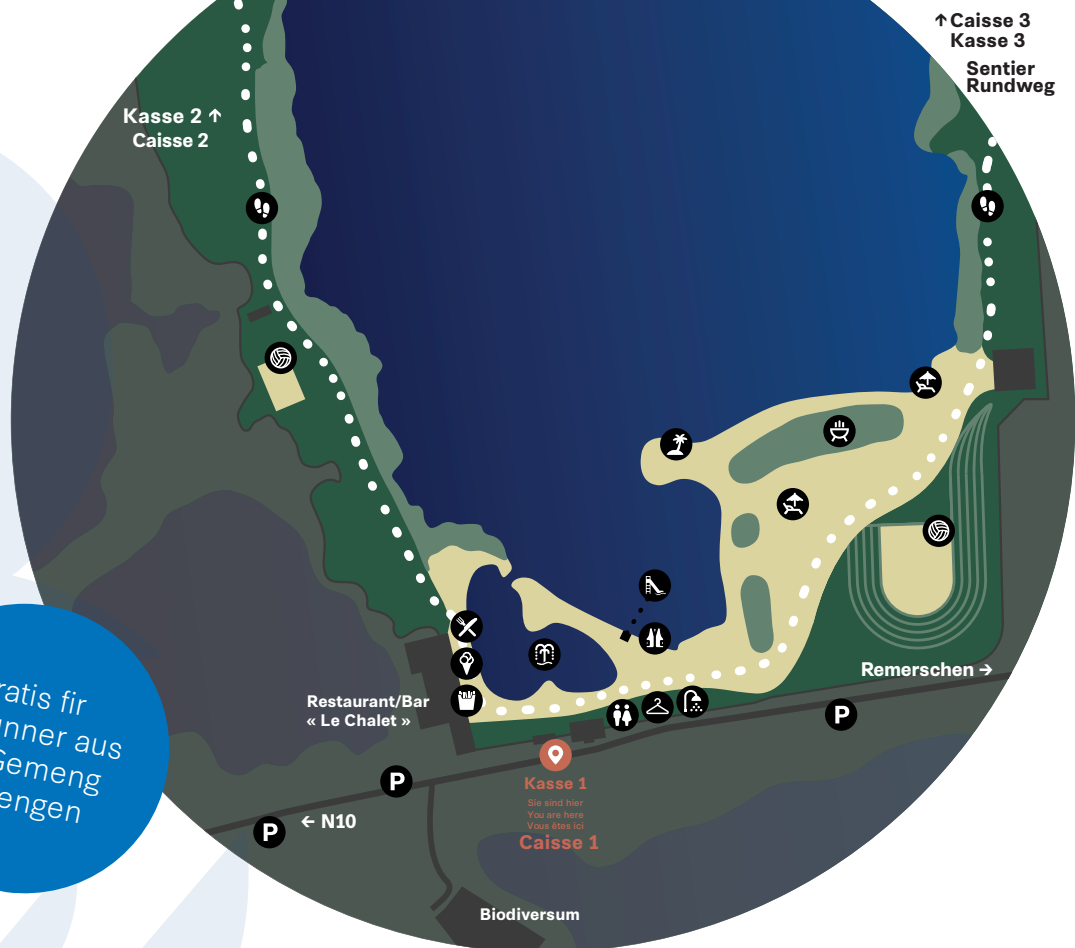 ↑ Caisse 3
Kasse 3
Sentier
Rundweg
Kasse 2 ↑
Caisse 2
Remerschen →
Restaurant/Bar
« Le Chalet »
P
P
P
← N10
Kasse 1
Sie sind hier
You are here
Vous êtes ici
Caisse 1
Biodiversum
ratis fir
nner aus
Gemeng
engen